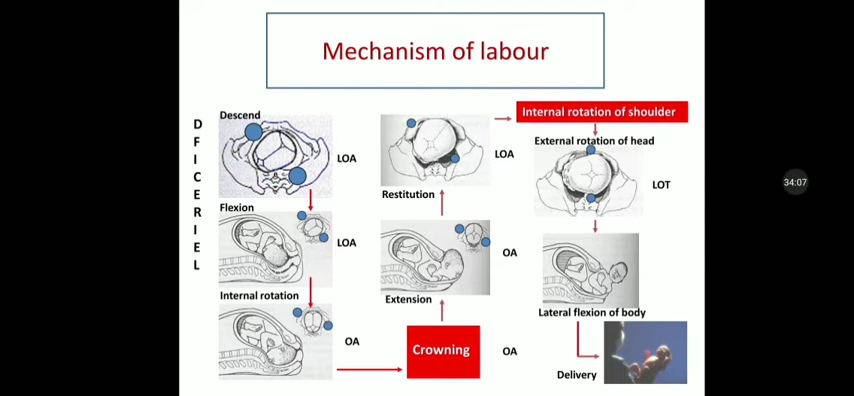 Mechanism of labour
D
F
I
C
E
R
I
E
L
Descend
LOA
Flexion
LOA
Internal rotation
OA
Crowning
OA
Extension
OA
Restitution
LOA
Internal rotation of shoulder
External rotation of head
LOT
Lateral flexion of body
Delivery
34:07